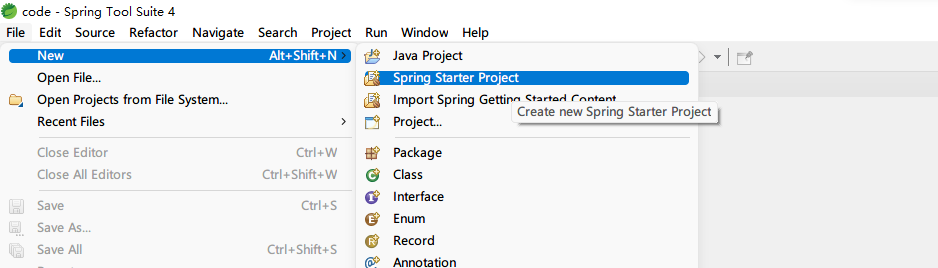 code - Spring Tool Suite 4
File Edit Source Refactor Navigate Search Project Run Window Help
New Alt+Shift+N
Open File...
Open Projects from File System...
Recent Files
Close Editor Ctrl+W
Close All Editors Ctrl+Shift+W
Save Ctrl+S
Save As...
Save All Ctrl+Shift+S
Java Project
Spring Starter Project
Import Spring Getting Started Content
Create new Spring Starter Project
Project...
Package
Class
Interface
Enum
Record
Annotation